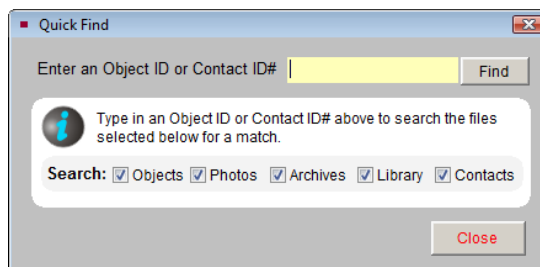 Quick Find
Enter an Object ID or Contact ID#
Find
Type in an Object ID or Contact ID# above to search the files
selected below for a match.
Search: Objects Photos Archives Library Contacts
Close